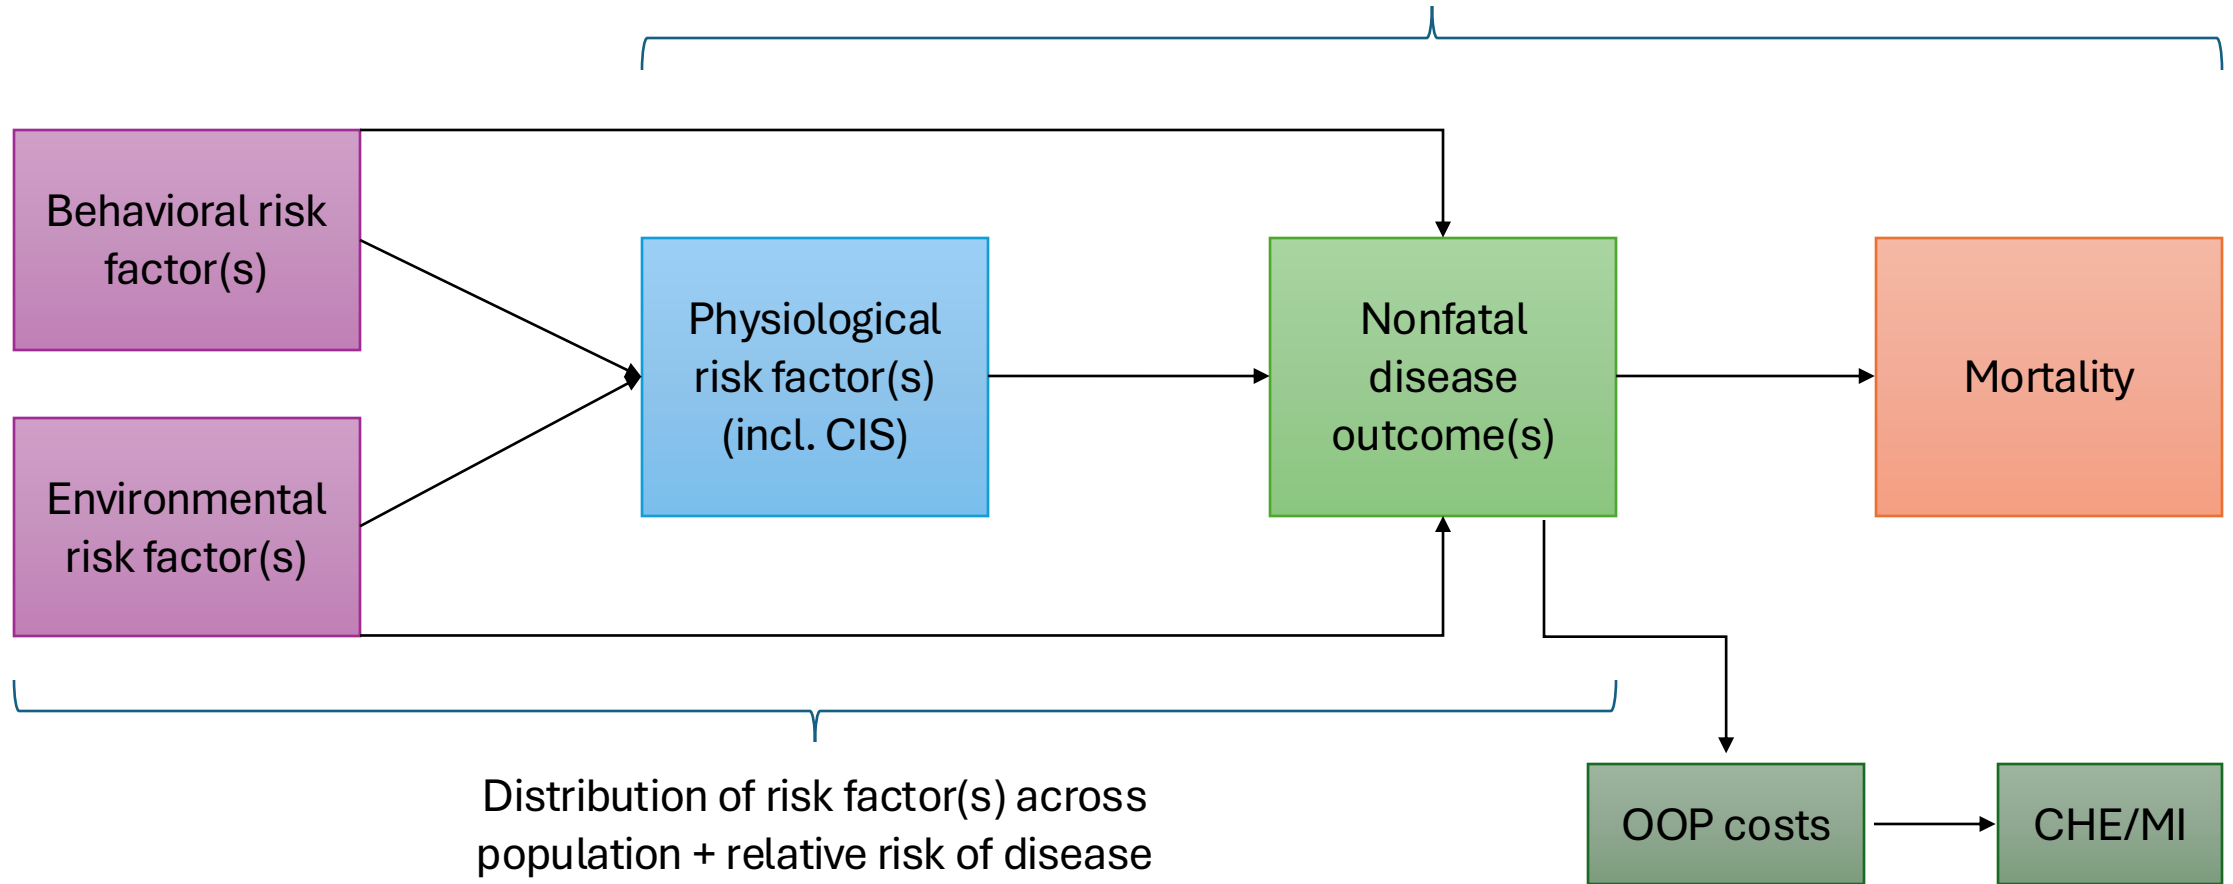 Behavioral risk
factor(s)
Environmental
risk factor(s)
Physiological
risk factor(s)
(incl. CIS)
Nonfatal
disease
outcome(s)
Mortality
Distribution of risk factor(s) across
population + relative risk of disease
OOP costs
CHE/MI